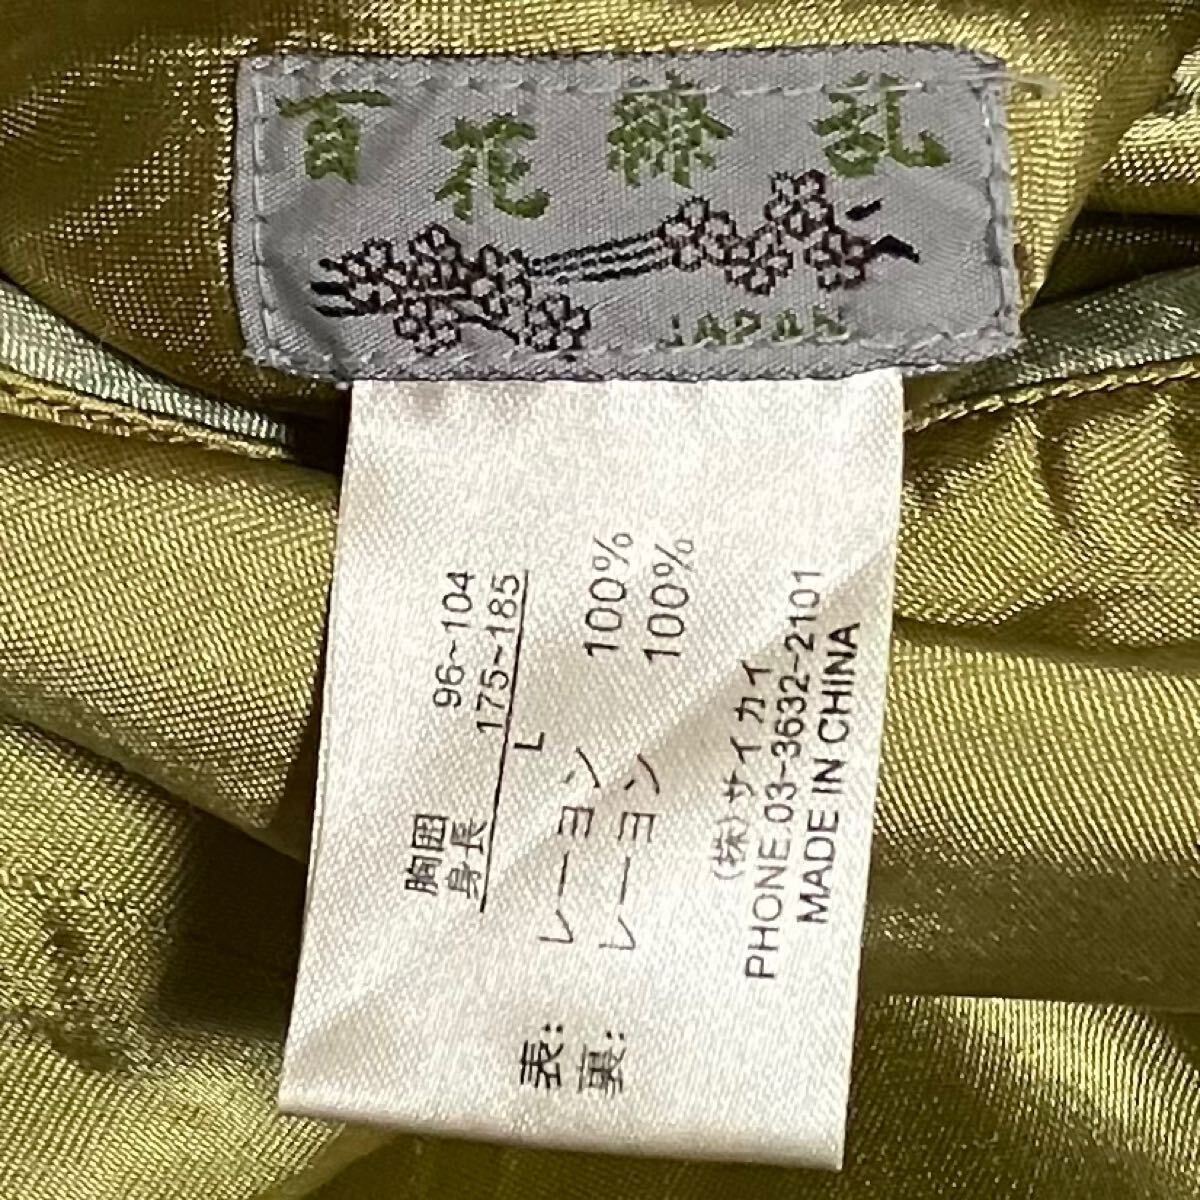 百花繚乱
JAPAN
胸囲 96~104
身長 175~185
L
表: レーヨン 100%
裏: レーヨン 100%
(株)サイカイ
PHONE.03-3632-2101
MADE IN CHINA